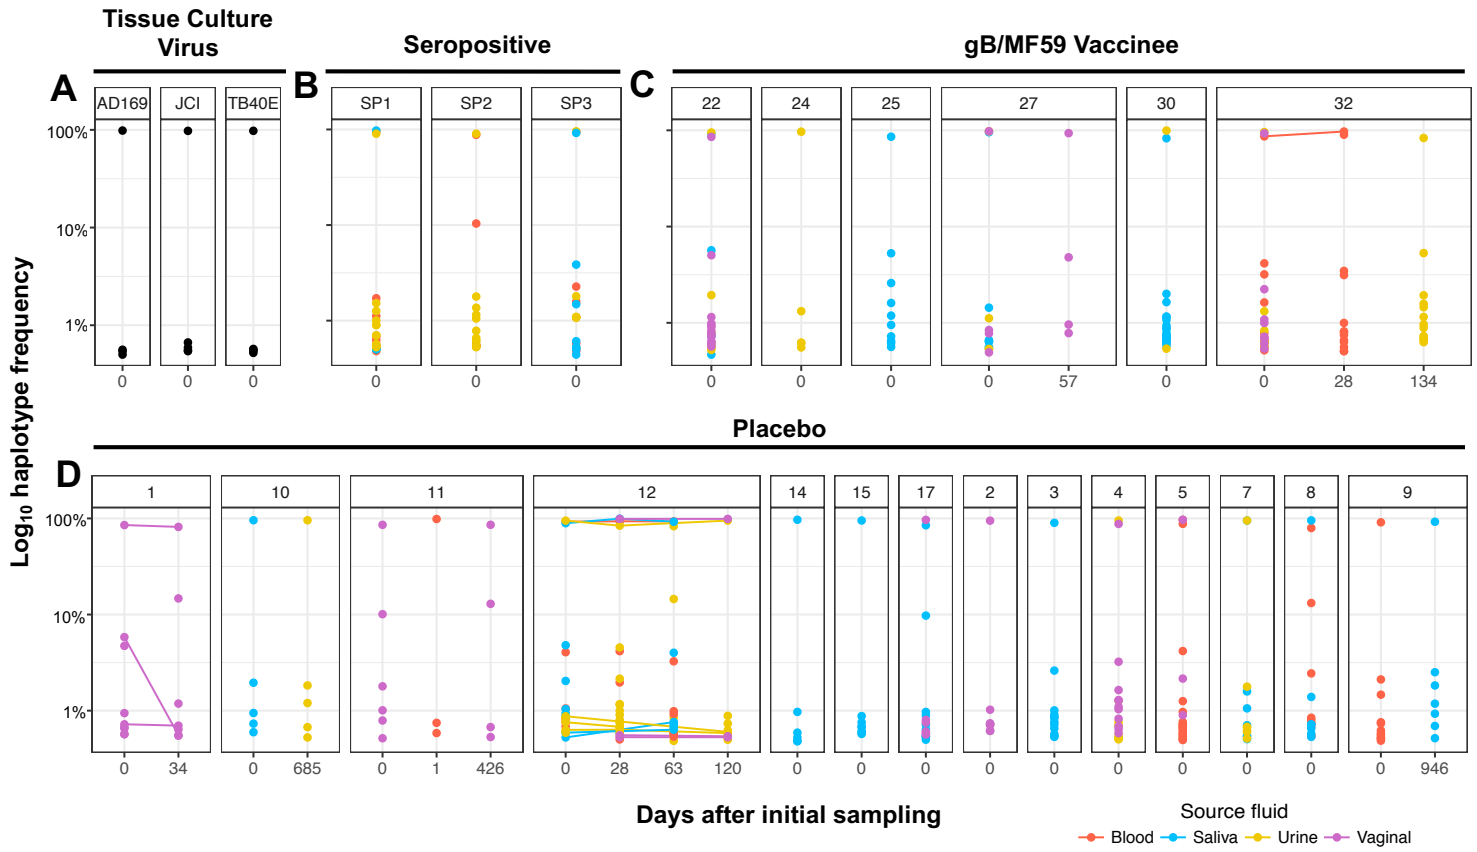 Tissue Culture
Virus
Seropositive
gB/MF59 Vaccinee
A
B
C
AD169 JCI TB40E
SP1 SP2 SP3
22 24 25 27 30 32
100%
10%
1%
0 0 0 0 0 0 0 0 0 0 57 0 0 28 134
Placebo
D
1 10 11 12 14 15 17 2 3 4 5 7 8 9
100%
10%
1%
0 34 0 685 0 1 426 0 28 63 120 0 0 0 0 0 0 0 0 0 0 946
Log10 haplotype frequency
Days after initial sampling
Source fluid
Blood Saliva Urine Vaginal